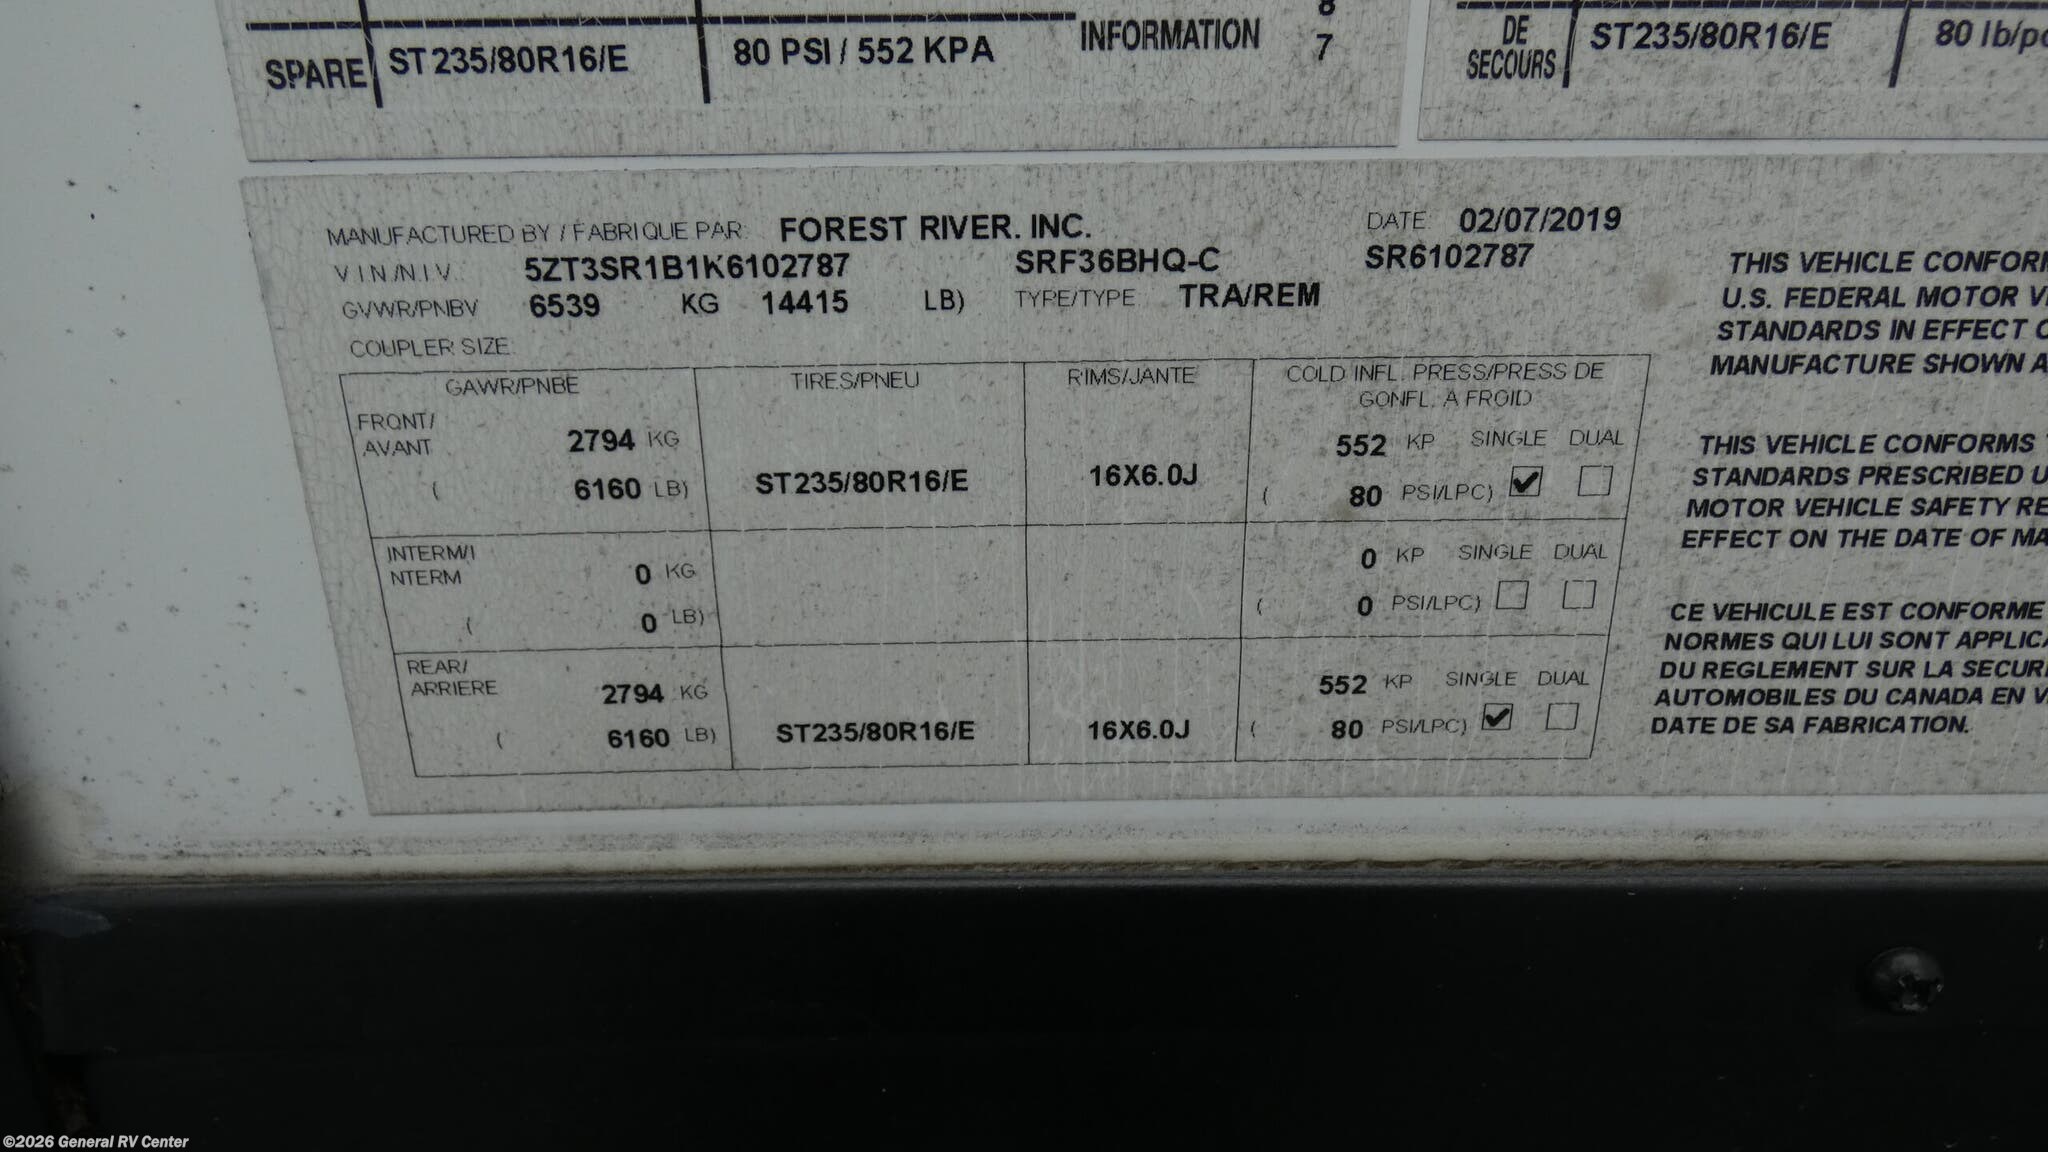 SPARE ST235/80R16/E 80 PSI / 552 KPA INFORMATION 8
7
DE SECOURS ST235/80R16/E 80 lb/
MANUFACTURED BY / FABRIQUE PAR: FOREST RIVER. INC. DATE: 02/07/2019
V I N./N.I V.: 5ZT3SR1B1K6102787 SRF36BHQ-C SR6102787
GVWR/PNBV 6539 KG 14415 LB) TYPE/TYPE TRA/REM
COUPLER SIZE:
GAWR/PNBE TIRES/PNEU RIMS/JANTE COLD INFL. PRESS/PRESS DE
GONFL. A FROID
FRONT/
AVANT 2794 KG 552 KP SINGLE DUAL
( 6160 LB) ST235/80R16/E 16X6.0J ( 80 PSI/LPC)
INTERM/I
NTERM 0 KG 0 KP SINGLE DUAL
( 0 LB) ( 0 PSI/LPC)
REAR/
ARRIERE 2794 KG 552 KP SINGLE DUAL
( 6160 LB) ST235/80R16/E 16X6.0J ( 80 PSI/LPC)
THIS VEHICLE CONFOR
U.S. FEDERAL MOTOR V
STANDARDS IN EFFECT O
MANUFACTURE SHOWN A
THIS VEHICLE CONFORMS
STANDARDS PRESCRIBED U
MOTOR VEHICLE SAFETY RE
EFFECT ON THE DATE OF MA
CE VEHICULE EST CONFORME
NORMES QUI LUI SONT APPLICA
DU REGLEMENT SUR LA SECURI
AUTOMOBILES DU CANADA EN V
DATE DE SA FABRICATION.
©2026 General RV Center